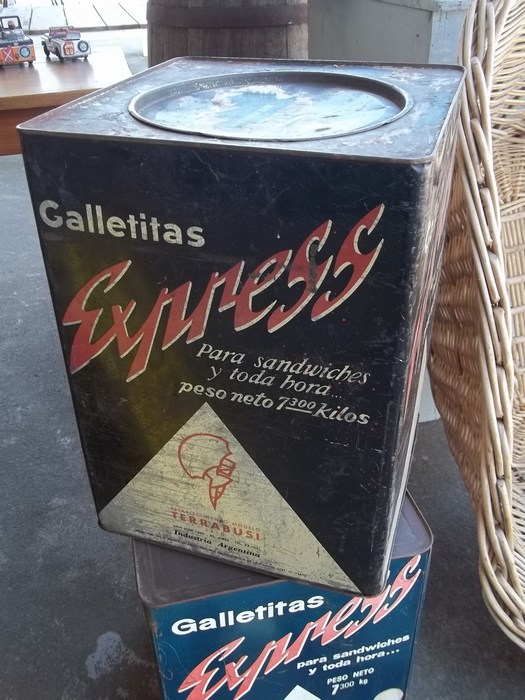 Galletitas
Express
Para sandwiches
y toda hora...
peso neto 7300 kilos
TERRABUSI
Industria Argentina
Galletitas
Express
para sandwiches
y toda hora...
PESO NETO
7300 kg